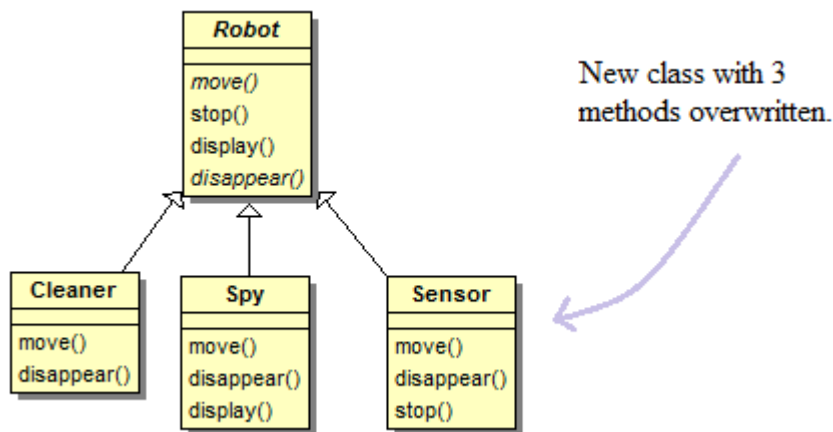 Robot
move()
stop()
display()
disappear()
New class with 3
methods overwritten.
Cleaner
move()
disappear()
Spy
move()
disappear()
display()
Sensor
move()
disappear()
stop()